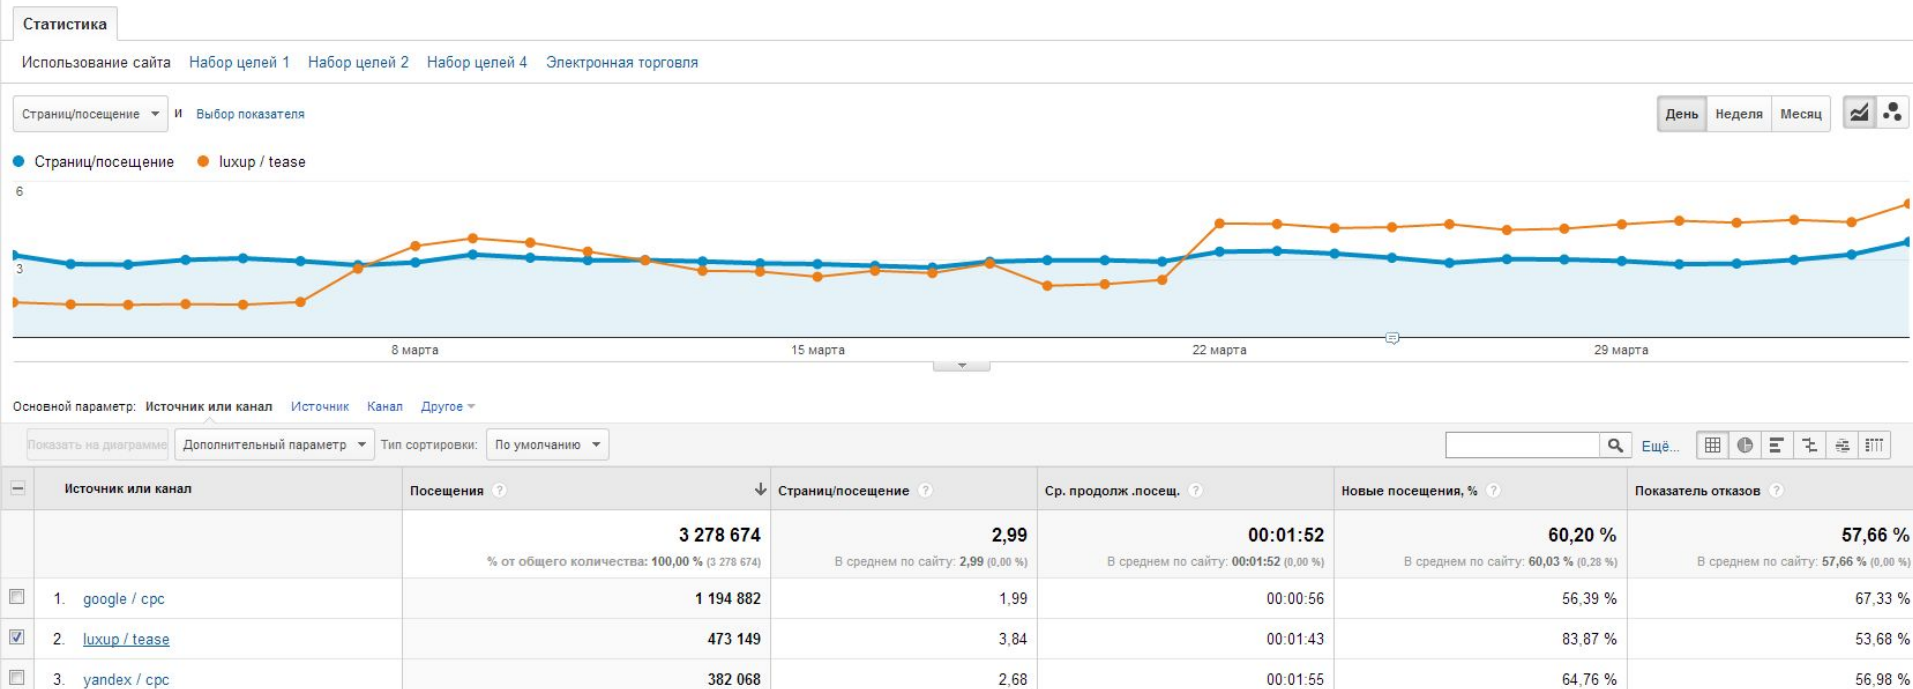 Статистика
Использование сайта Набор целей 1 Набор целей 2 Набор целей 4 Электронная торговля
Страниц/посещение и Выбор показателя День Неделя Месяц
Страниц/посещение luxup / tease
6
3
8 марта 15 марта 22 марта 29 марта
Основной параметр: Источник или канал Источник Канал Другое
Показать на диаграмме Дополнительный параметр Тип сортировки: По умолчанию Ещё...
Источник или канал Посещения ? Страниц/посещение ? Ср. продолж .посещ. ? Новые посещения, % ? Показатель отказов ?
3 278 674 2,99 00:01:52 60,20 % 57,66 %
% от общего количества: 100,00 % (3 278 674) В среднем по сайту: 2,99 (0,00 %) В среднем по сайту: 00:01:52 (0,00 %) В среднем по сайту: 60,03 % (0,28 %) В среднем по сайту: 57,66 % (0,00 %)
1. google / cpc 1 194 882 1,99 00:00:56 56,39 % 67,33 %
2. luxup / tease 473 149 3,84 00:01:43 83,87 % 53,68 %
3. yandex / cpc 382 068 2,68 00:01:55 64,76 % 56,98 %